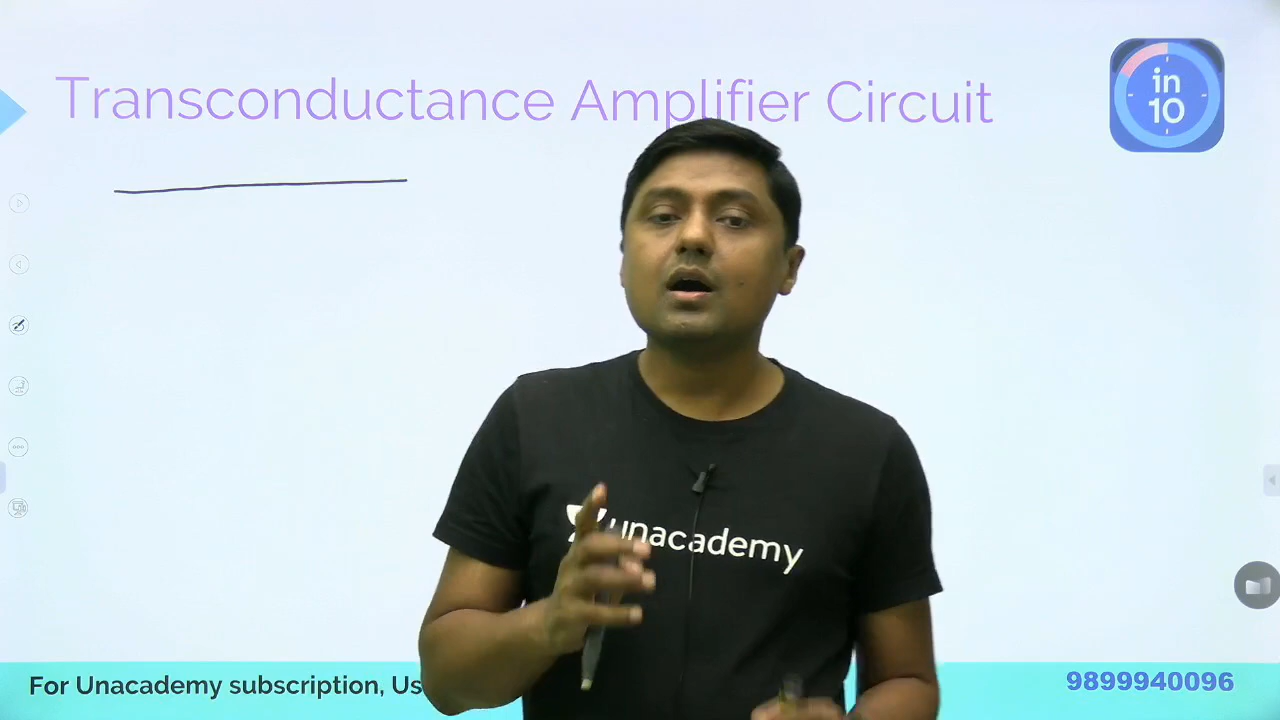 Transconductance Amplifier Circuit
in
10
unacademy
For Unacademy subscription, Us
9899940096